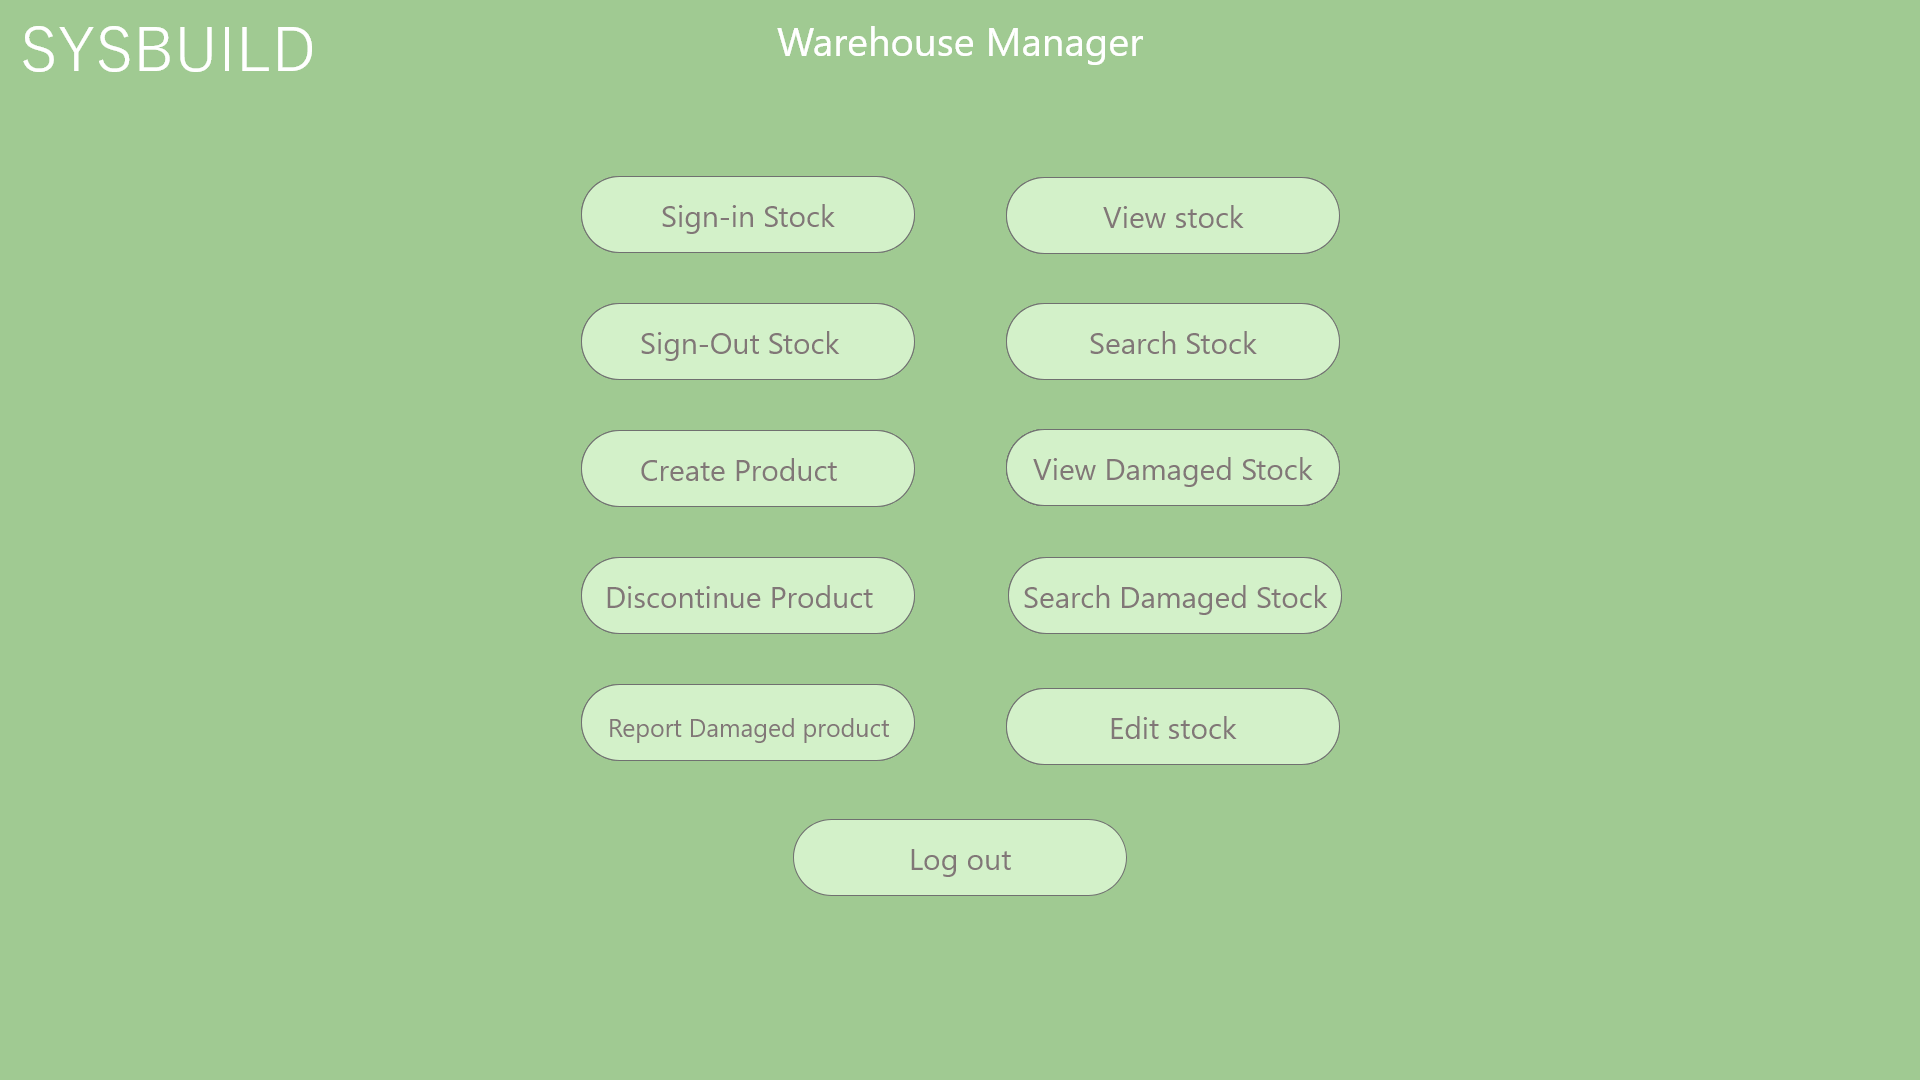 SYSBUILD
Warehouse Manager
Sign-in Stock
View stock
Sign-Out Stock
Search Stock
Create Product
View Damaged Stock
Discontinue Product
Search Damaged Stock
Report Damaged product
Edit stock
Log out